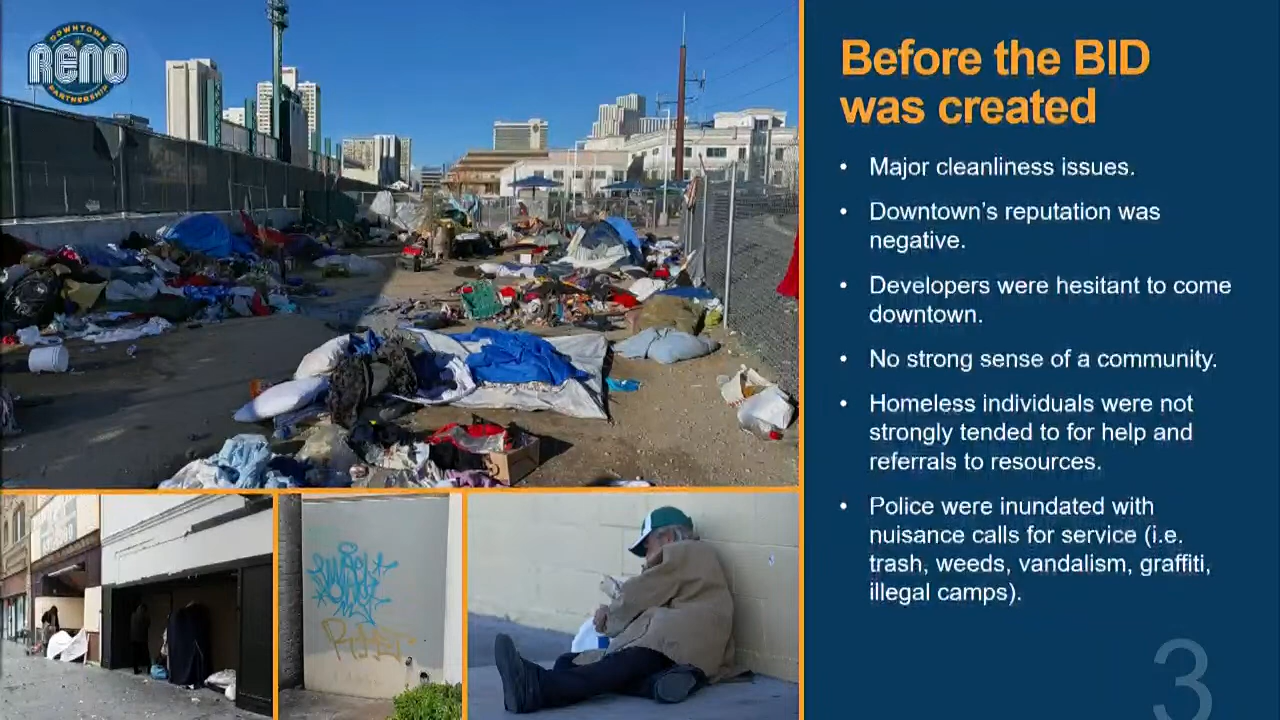 DOWNTOWN
RENO
PARTNERSHIP
Before the BID
was created
• Major cleanliness issues.
• Downtown’s reputation was
negative.
• Developers were hesitant to come
downtown.
• No strong sense of a community.
• Homeless individuals were not
strongly tended to for help and
referrals to resources.
• Police were inundated with
nuisance calls for service (i.e.
trash, weeds, vandalism, graffiti,
illegal camps).
3